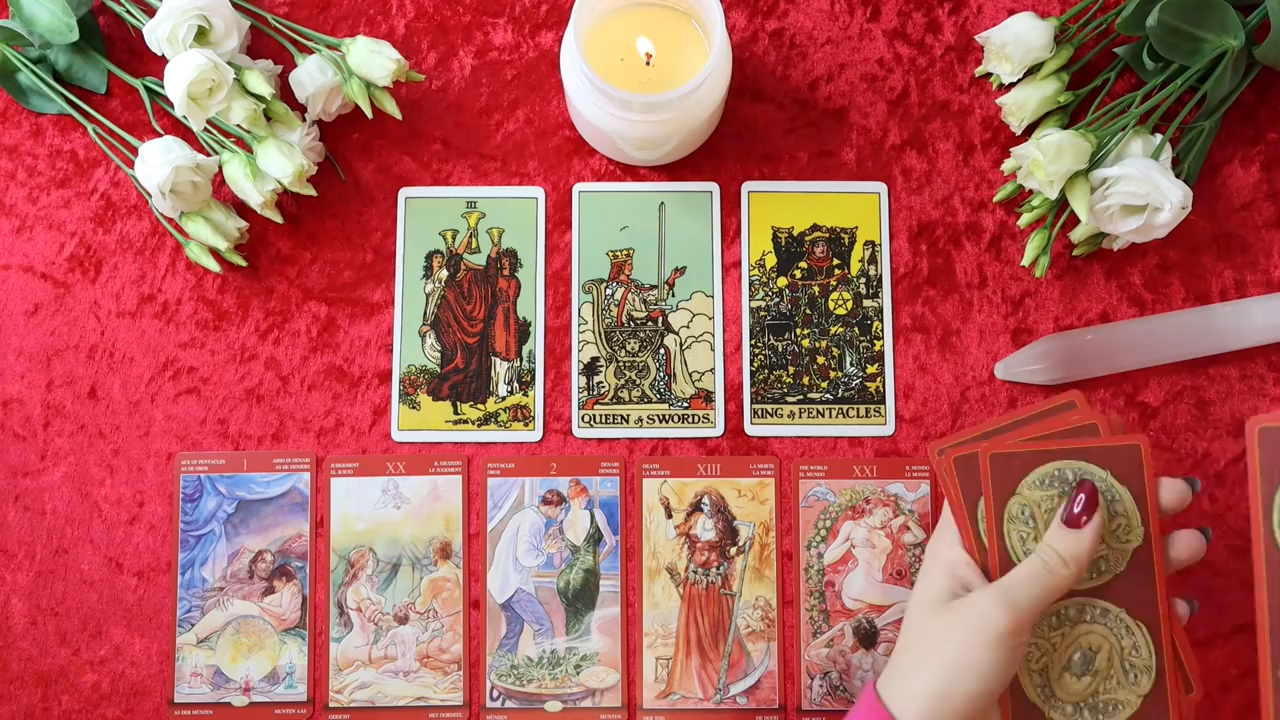 III
QUEEN of SWORDS.
KING of PENTACLES.
ACE OF PENTACLES
AS DE OROS
I
ASSO DI DENARI
AS DE DENIERS
JUDGEMENT
EL JUICIO
XX
IL GIUDIZIO
LE JUGEMENT
PENTACLES
OROS
2
DENARI
DENIERS
DEATH
LA MUERTE
XIII
LA MORTE
LA MORT
THE WORLD
EL MUNDO
XXI
IL MONDO
LE MONDE
AS DER MÜNZEN
MUNTEN AAS
GERICHT
HET OORDEEL
MÜNZEN
MUNTEN
DER TOD
DE DOOD